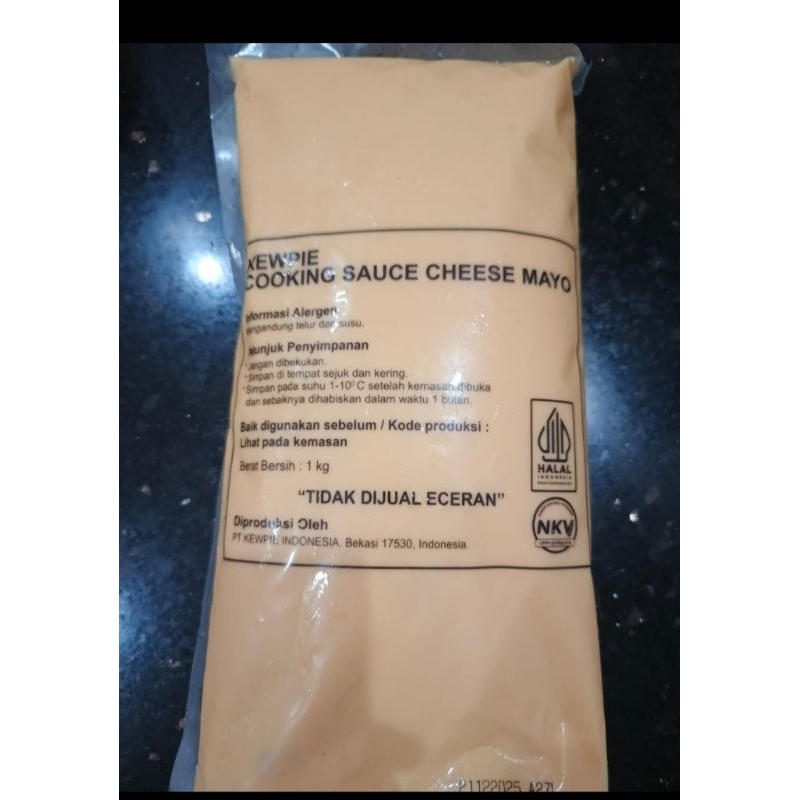 KEWPIE
COOKING SAUCE CHEESE MAYO
Informasi Alergen
Mengandung telur dan susu.
Petunjuk Penyimpanan
*Jangan dibekukan.
*Simpan di tempat sejuk dan kering.
*Simpan pada suhu 1-10⁰ C setelah kemasan dibuka
dan sebaiknya dihabiskan dalam waktu 1 bulan.
Baik digunakan sebelum / Kode produksi :
Lihat pada kemasan
Berat Bersih : 1 kg
HALAL
INDONESIA
"TIDAK DIJUAL ECERAN"
NKV
Diproduksi Oleh
PT KEWPIE INDONESIA, Bekasi 17530, Indonesia.
21122025